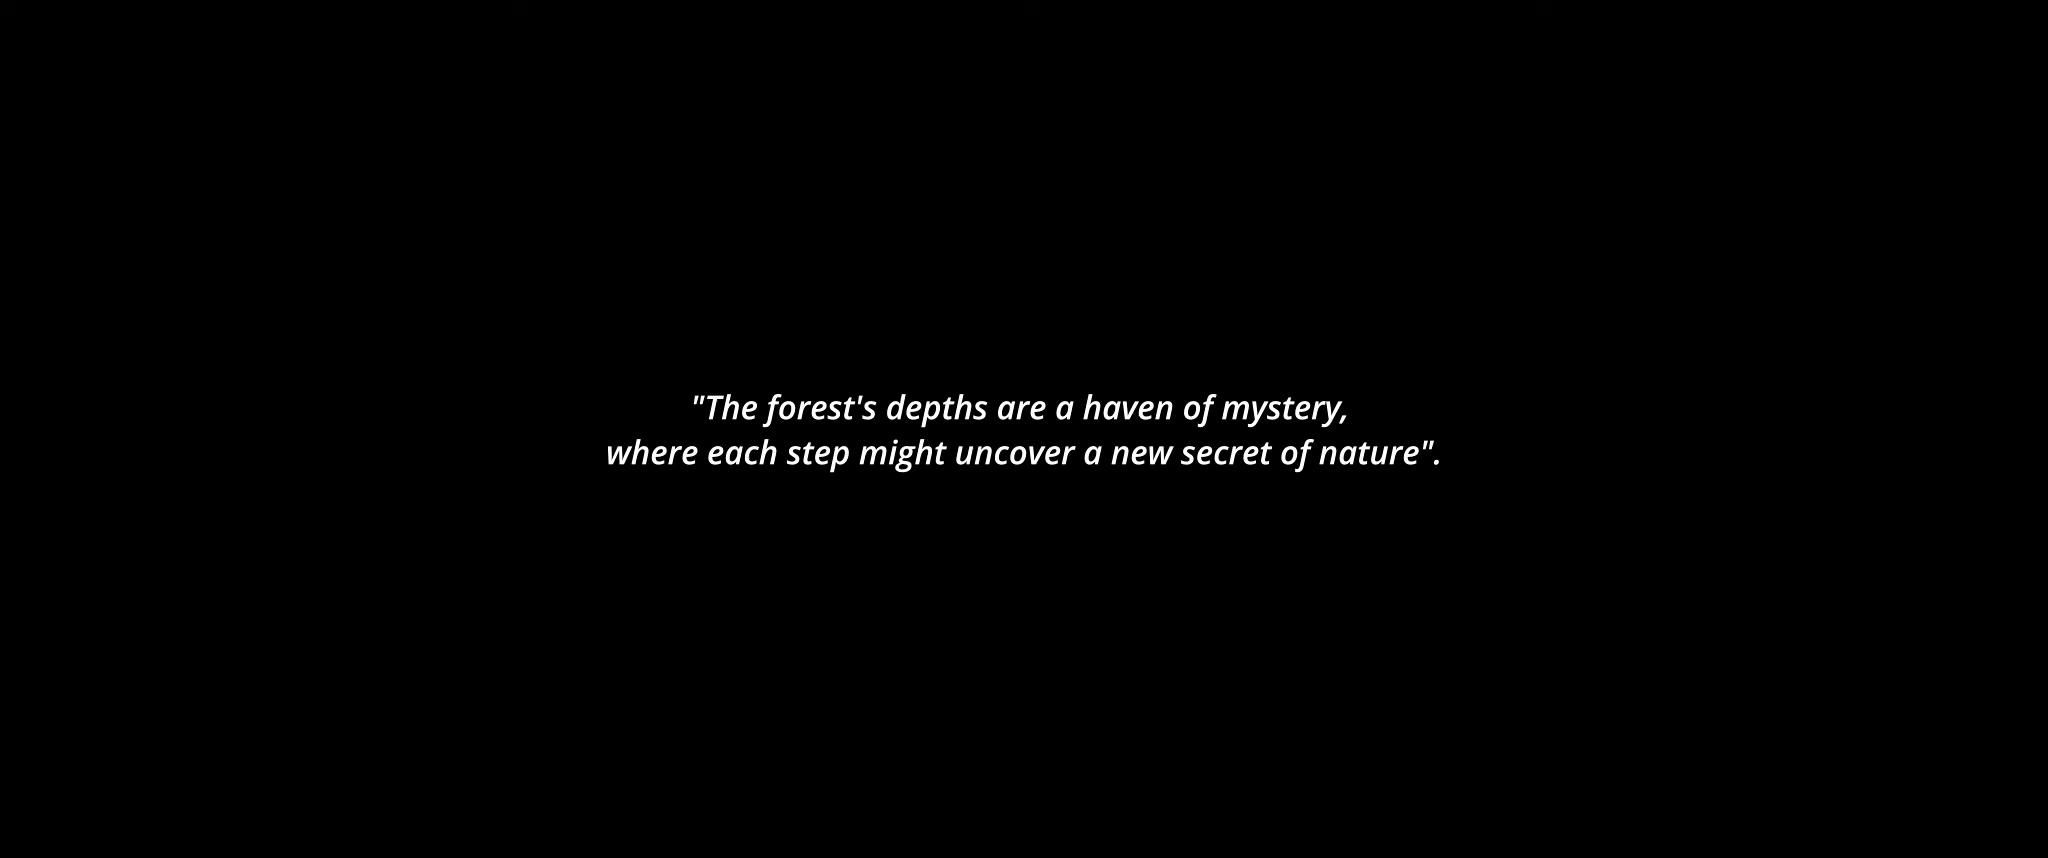 "The forest's depths are a haven of mystery,
where each step might uncover a new secret of nature".